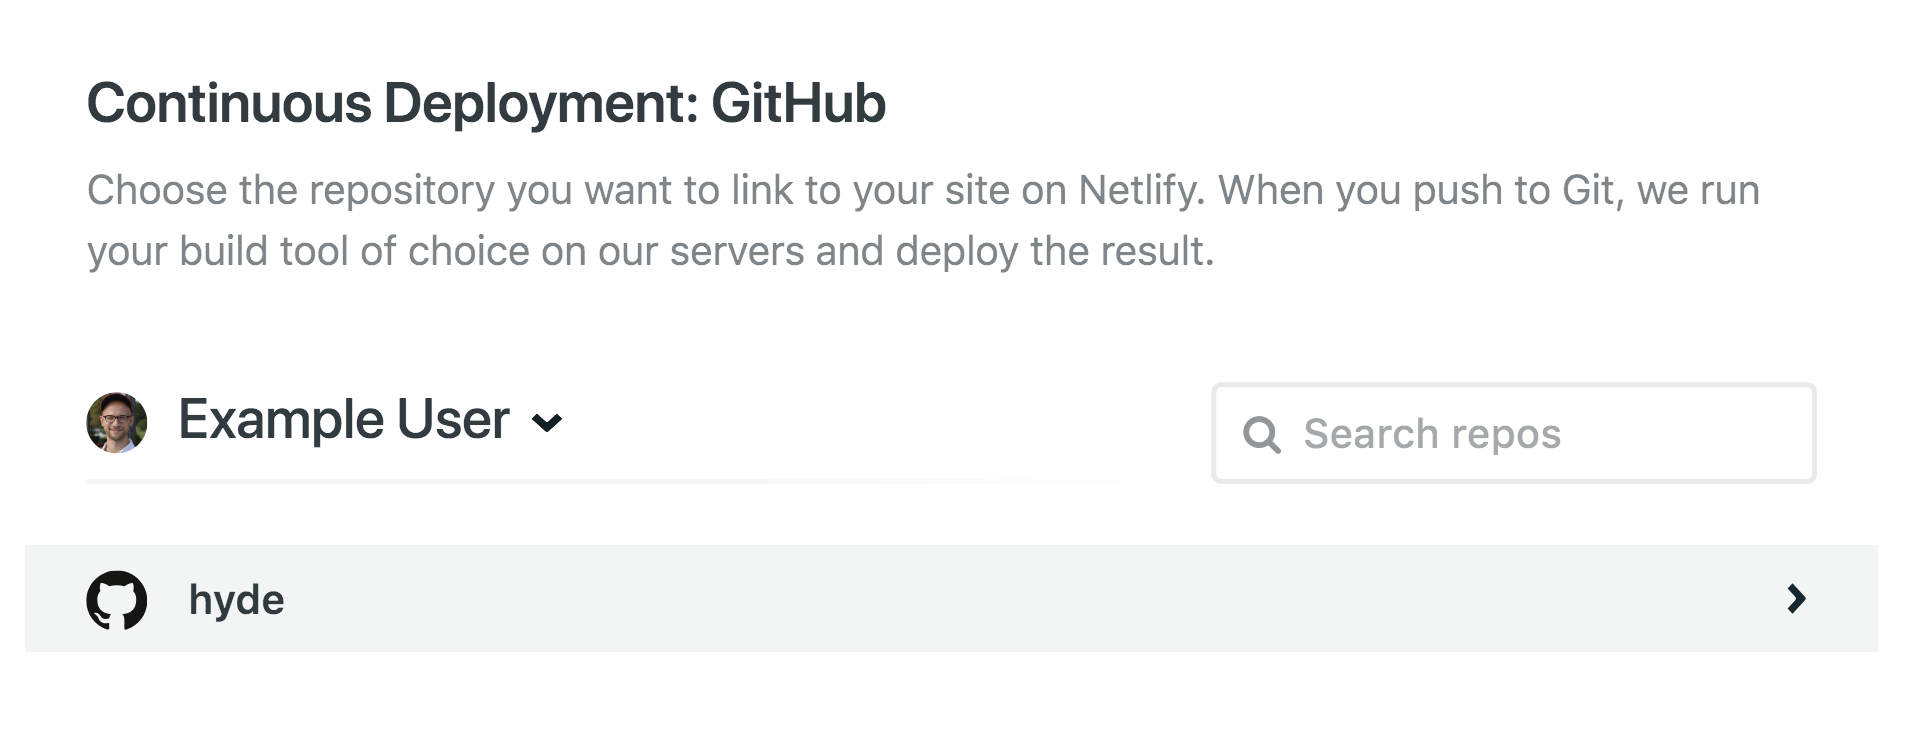 Continuous Deployment: GitHub
Choose the repository you want to link to your site on Netlify. When you push to Git, we run
your build tool of choice on our servers and deploy the result.
Example User
Search repos
hyde